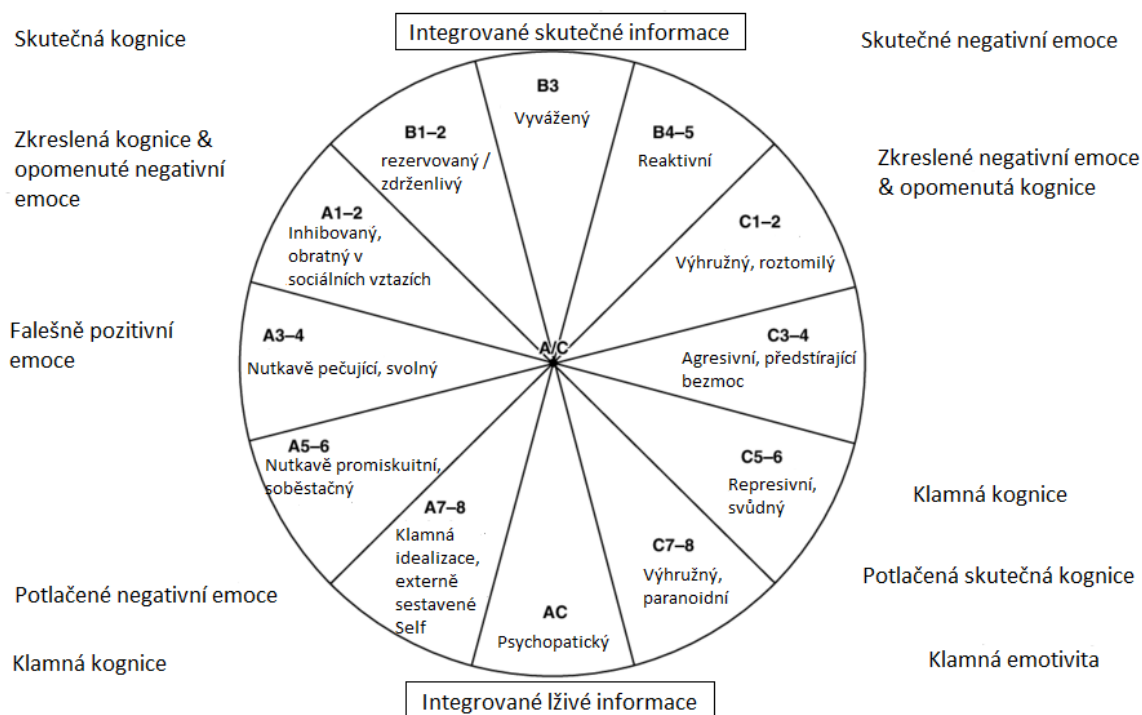 Skutečná kognice
Integrované skutečné informace
Skutečné negativní emoce
B3
Vyvážený
B1–2
rezervovaný /
zdrženlivý
B4–5
Reaktivní
Zkreslená kognice &
opomenuté negativní
emoce
Zkreslené negativní emoce
& opomenutá kognice
A1–2
Inhibovaný,
obratný v
sociálních vztazích
C1–2
Výhružný, roztomilý
Falešně pozitivní
emoce
A3–4
Nutkavě pečující, svolný
A/C
C3–4
Agresivní, předstírající
bezmoc
A5–6
Nutkavě promiskuitní,
soběstačný
C5–6
Represivní,
svůdný
Klamná kognice
A7–8
Klamná
idealizace,
externě
sestavené
Self
C7–8
Výhružný,
paranoidní
Potlačené negativní emoce
Potlačená skutečná kognice
AC
Psychopatický
Klamná kognice
Klamná emotivita
Integrované lživé informace